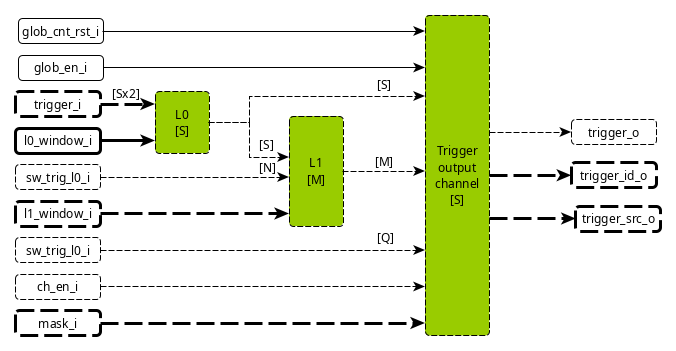 glob_cnt_rst_i
glob_en_i
[S]
[Sx2]
trigger_i
L0
[S]
trigger_o
l0_window_i
[S]
L1
[M]
[N]
[M]
Trigger
output
channel
[S]
sw_trig_l0_i
trigger_id_o
l1_window_i
trigger_src_o
[Q]
sw_trig_l0_i
ch_en_i
mask_i